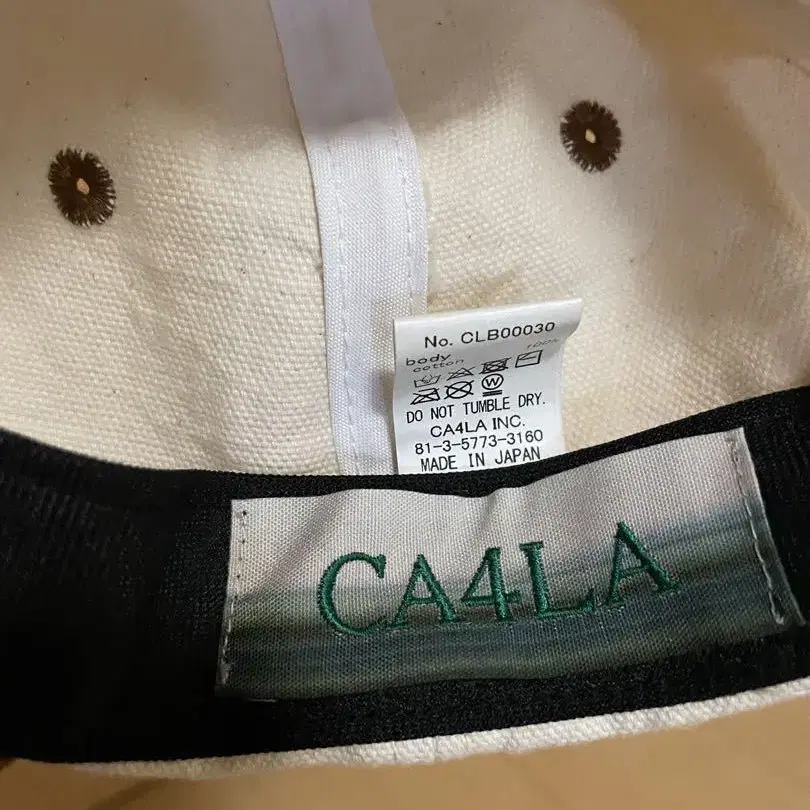 No. CLB00030
body
cotton 100%
W
DO NOT TUMBLE DRY.
CA4LA INC.
81-3-5773-3160
MADE IN JAPAN
CA4LA